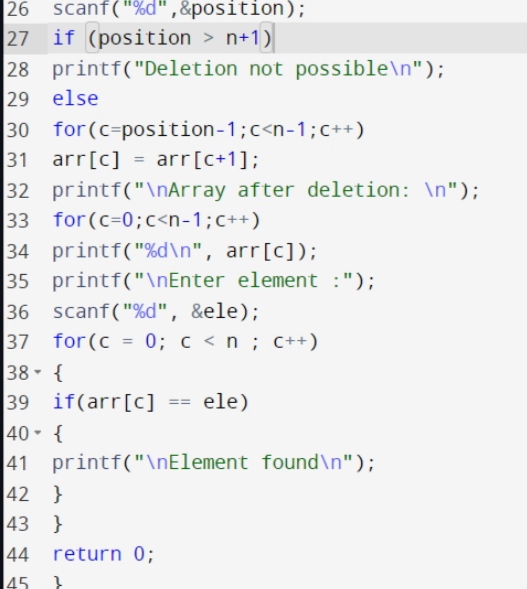 26 scanf("%d",&position);
27 if (position > n+1)
28 printf("Deletion not possible\n");
29 else
30 for(c=position-1;c<n-1;c++)
31 arr[c] = arr[c+1];
32 printf("\nArray after deletion: \n");
33 for(c=0;c<n-1;c++)
34 printf("%d\n", arr[c]);
35 printf("\nEnter element :");
36 scanf("%d", &ele);
37 for(c = 0; c < n ; c++)
38 {
39 if(arr[c] == ele)
40 {
41 printf("\nElement found\n");
42 }
43 }
44 return 0;
45 }